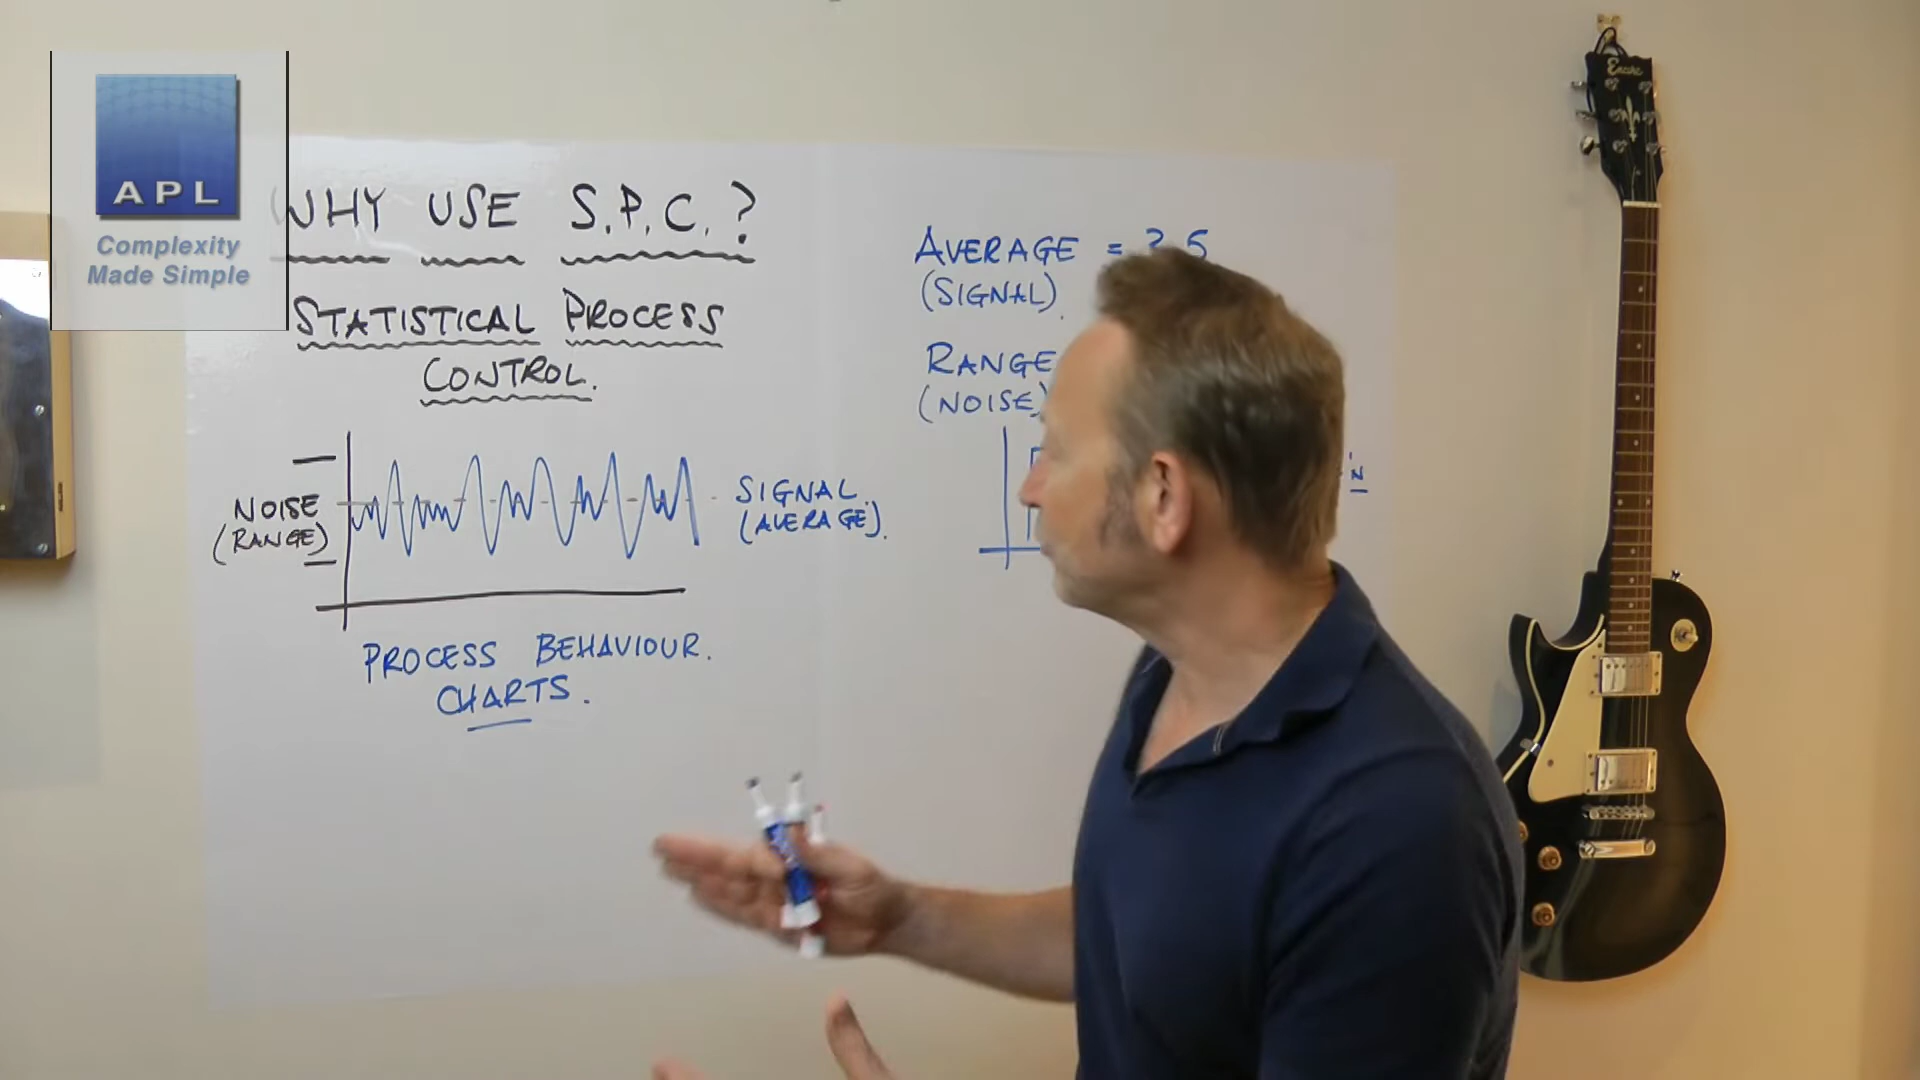 APL
Complexity
Made Simple
WHY USE S.P.C.?
STATISTICAL PROCESS
CONTROL.
NOISE
(RANGE)
SIGNAL.
(AVERAGE).
PROCESS BEHAVIOUR.
CHARTS.
AVERAGE =
(SIGNAL).
RANGE
(NOISE)
Encore